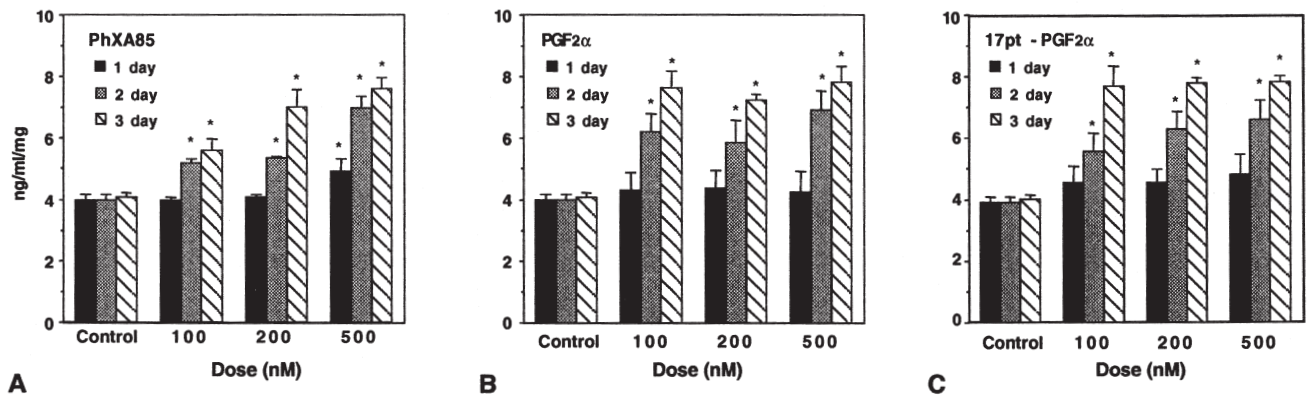 PhXA85
1 day
2 day
3 day
ng/ml/mg
10
8
6
4
2
0
* * * * * * *
Control 100 200 500
Dose (nM)
A
PGF2α
1 day
2 day
3 day
10
8
6
4
2
0
* * * * * *
Control 100 200 500
Dose (nM)
B
17pt - PGF2α
1 day
2 day
3 day
10
8
6
4
2
0
* * * * * *
Control 100 200 500
Dose (nM)
C